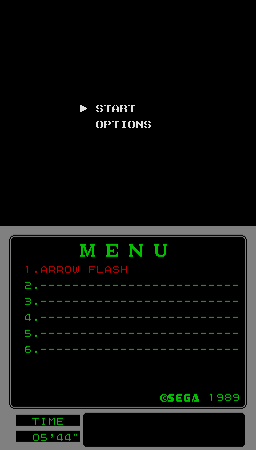 ▶ START
OPTIONS
MENU
1.ARROW FLASH
2.-------------------------
3.-------------------------
4.-------------------------
5.-------------------------
6.-------------------------
©SEGA 1989
TIME
05'44"